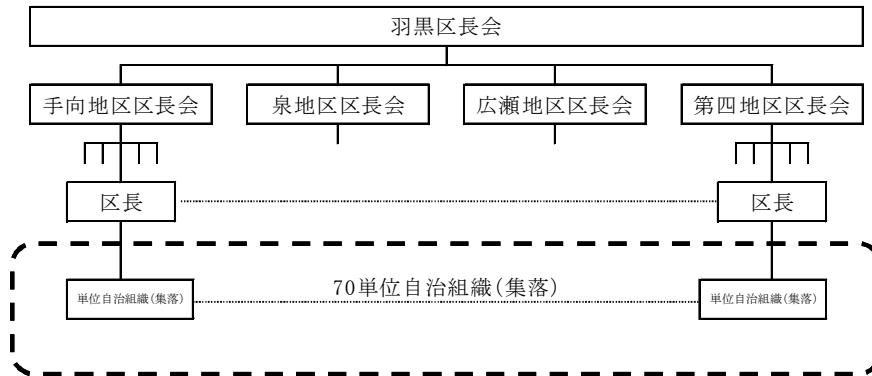 羽黒区長会
手向地区区長会
泉地区区長会
広瀬地区区長会
第四地区区長会
区長
区長
70単位自治組織(集落)
単位自治組織(集落)
単位自治組織(集落)